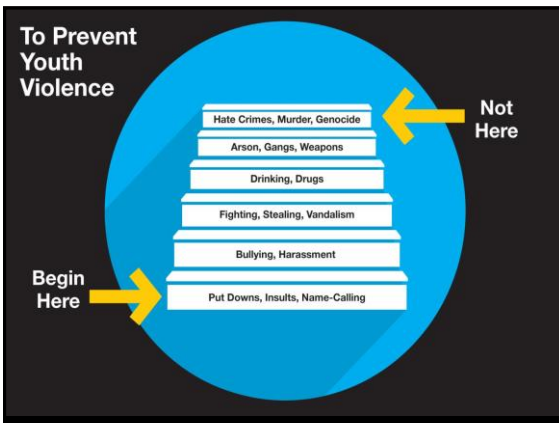 To Prevent
Youth
Violence
Not
Here
Hate Crimes, Murder, Genocide
Arson, Gangs, Weapons
Drinking, Drugs
Fighting, Stealing, Vandalism
Bullying, Harassment
Begin
Here
Put Downs, Insults, Name-Calling